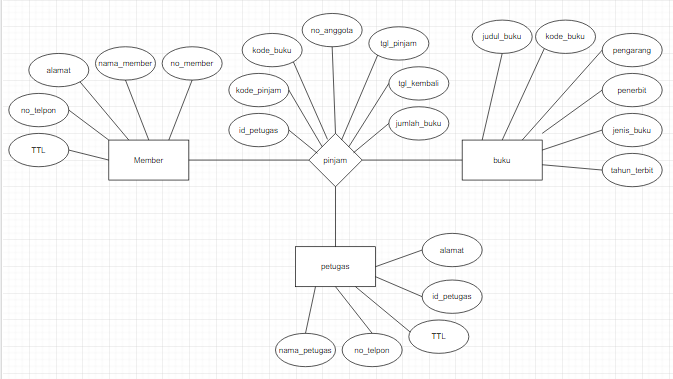 no_anggota
judul_buku
kode_buku
kode_buku
tgl_pinjam
pengarang
nama_member
no_member
alamat
tgl_kembali
kode_pinjam
penerbit
no_telpon
jumlah_buku
id_petugas
jenis_buku
TTL
Member
pinjam
buku
tahun_terbit
alamat
petugas
id_petugas
TTL
nama_petugas
no_telpon